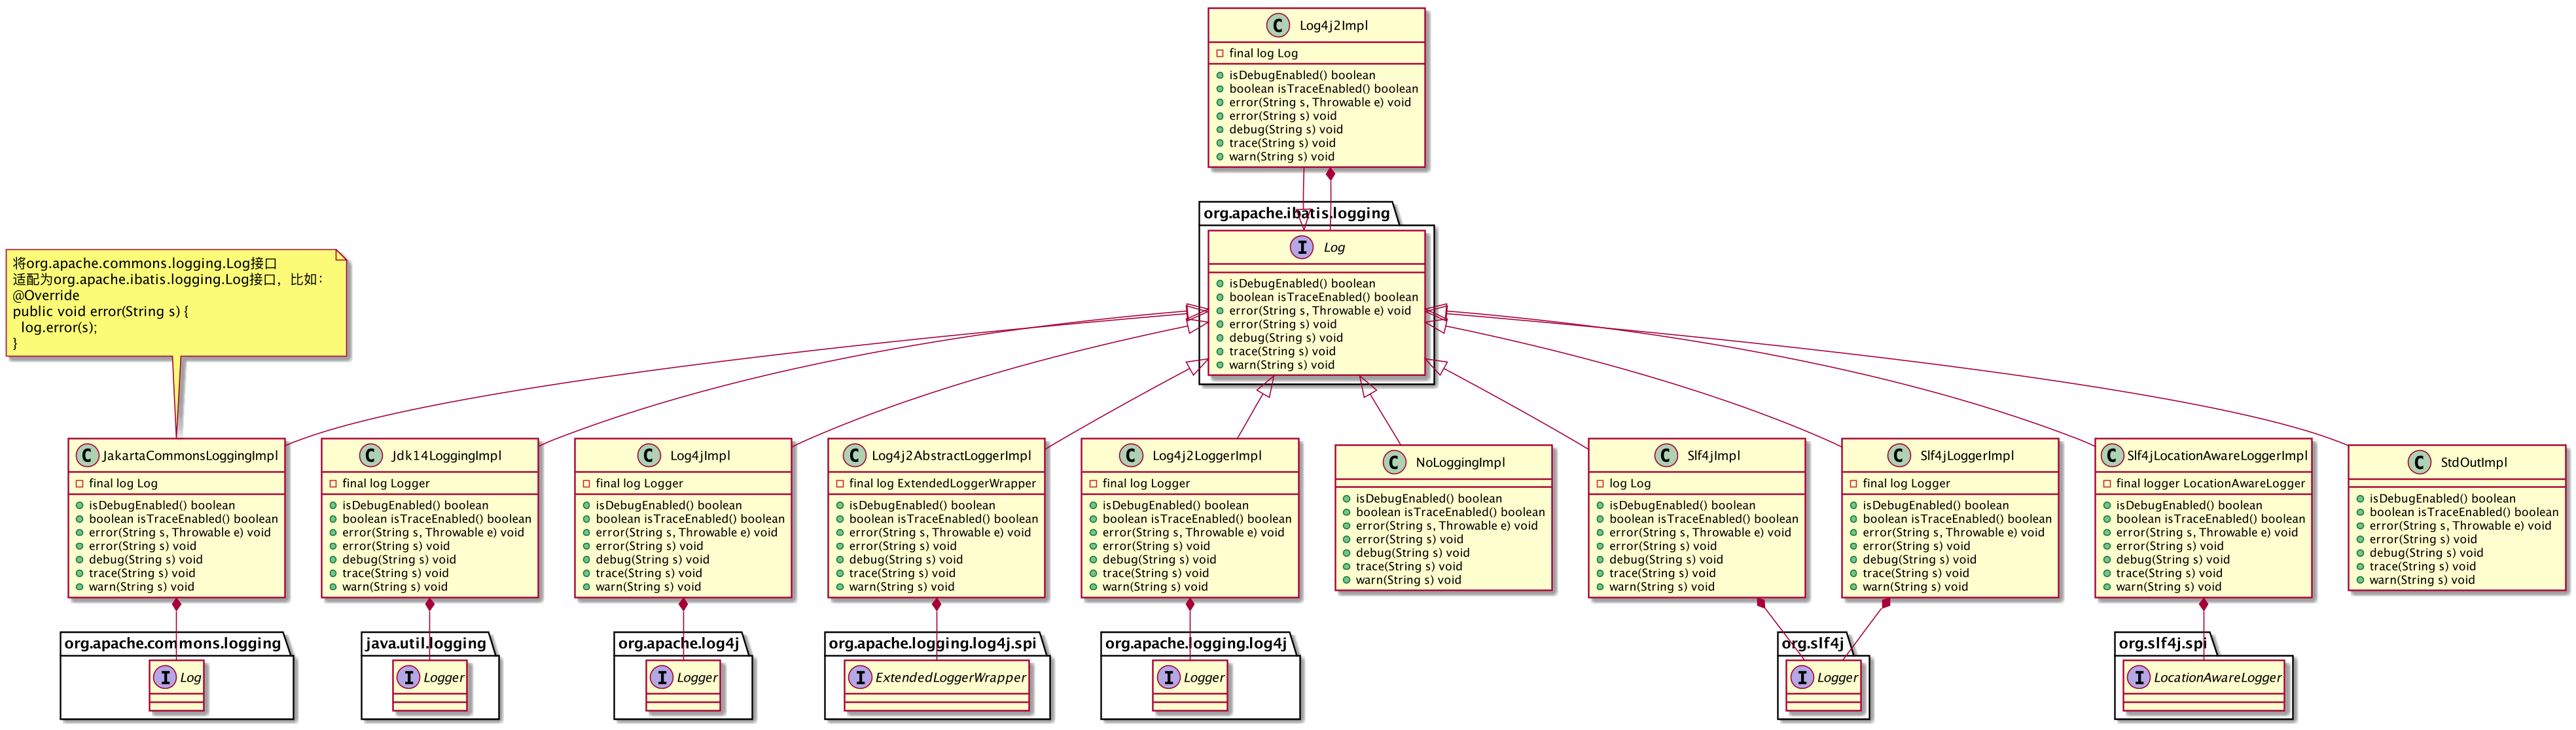 Log4j2Impl
final log Log
isDebugEnabled() boolean
boolean isTraceEnabled() boolean
error(String s, Throwable e) void
error(String s) void
debug(String s) void
trace(String s) void
warn(String s) void
org.apache.ibatis.logging
Log
isDebugEnabled() boolean
boolean isTraceEnabled() boolean
error(String s, Throwable e) void
error(String s) void
debug(String s) void
trace(String s) void
warn(String s) void
将org.apache.commons.logging.Log接口
适配为org.apache.ibatis.logging.Log接口，比如：
@Override
public void error(String s) {
log.error(s);
}
JakartaCommonsLoggingImpl
final log Log
isDebugEnabled() boolean
boolean isTraceEnabled() boolean
error(String s, Throwable e) void
error(String s) void
debug(String s) void
trace(String s) void
warn(String s) void
Jdk14LoggingImpl
final log Logger
isDebugEnabled() boolean
boolean isTraceEnabled() boolean
error(String s, Throwable e) void
error(String s) void
debug(String s) void
trace(String s) void
warn(String s) void
Log4jImpl
final log Logger
isDebugEnabled() boolean
boolean isTraceEnabled() boolean
error(String s, Throwable e) void
error(String s) void
debug(String s) void
trace(String s) void
warn(String s) void
Log4j2AbstractLoggerImpl
final log ExtendedLoggerWrapper
isDebugEnabled() boolean
boolean isTraceEnabled() boolean
error(String s, Throwable e) void
error(String s) void
debug(String s) void
trace(String s) void
warn(String s) void
Log4j2LoggerImpl
final log Logger
isDebugEnabled() boolean
boolean isTraceEnabled() boolean
error(String s, Throwable e) void
error(String s) void
debug(String s) void
trace(String s) void
warn(String s) void
NoLoggingImpl
isDebugEnabled() boolean
boolean isTraceEnabled() boolean
error(String s, Throwable e) void
error(String s) void
debug(String s) void
trace(String s) void
warn(String s) void
Slf4jImpl
log Log
isDebugEnabled() boolean
boolean isTraceEnabled() boolean
error(String s, Throwable e) void
error(String s) void
debug(String s) void
trace(String s) void
warn(String s) void
Slf4jLoggerImpl
final log Logger
isDebugEnabled() boolean
boolean isTraceEnabled() boolean
error(String s, Throwable e) void
error(String s) void
debug(String s) void
trace(String s) void
warn(String s) void
Slf4jLocationAwareLoggerImpl
final logger LocationAwareLogger
isDebugEnabled() boolean
boolean isTraceEnabled() boolean
error(String s, Throwable e) void
error(String s) void
debug(String s) void
trace(String s) void
warn(String s) void
StdOutImpl
isDebugEnabled() boolean
boolean isTraceEnabled() boolean
error(String s, Throwable e) void
error(String s) void
debug(String s) void
trace(String s) void
warn(String s) void
org.apache.commons.logging
Log
java.util.logging
Logger
org.apache.log4j
Logger
org.apache.logging.log4j.spi
ExtendedLoggerWrapper
org.apache.logging.log4j
Logger
org.slf4j
Logger
org.slf4j.spi
LocationAwareLogger